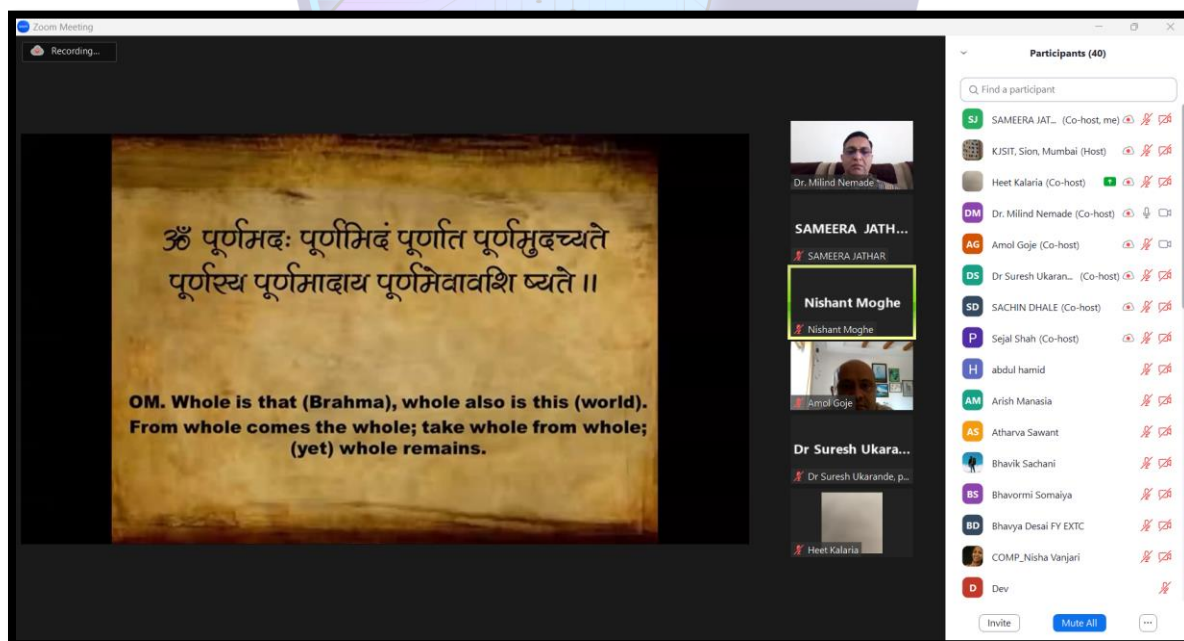 Zoom Meeting
Recording...
ॐ पूर्णमदः पूर्णमिदं पूर्णात पूर्णमुदच्यते
पूर्णस्य पूर्णमादाय पूर्णमेवावशि ष्यते ॥
OM. Whole is that (Brahma), whole also is this (world).
From whole comes the whole; take whole from whole;
(yet) whole remains.
Dr. Milind Nemade
SAMEERA JATH...
SAMEERA JATHAR
Nishant Moghe
Nishant Moghe
Amol Goje
Dr Suresh Ukara...
Dr Suresh Ukarande, p...
Heet Kalaria
Participants (40)
Find a participant
SJ SAMEERA JAT... (Co-host, me)
KJSIT, Sion, Mumbai (Host)
Heet Kalaria (Co-host)
DM Dr. Milind Nemade (Co-host)
AG Amol Goje (Co-host)
DS Dr Suresh Ukaran... (Co-host)
SD SACHIN DHALE (Co-host)
P Sejal Shah (Co-host)
H abdul hamid
AM Arish Manasia
AS Atharva Sawant
Bhavik Sachani
BS Bhavormi Somaiya
BD Bhavya Desai FY EXTC
COMP_Nisha Vanjari
D Dev
Invite Mute All ...